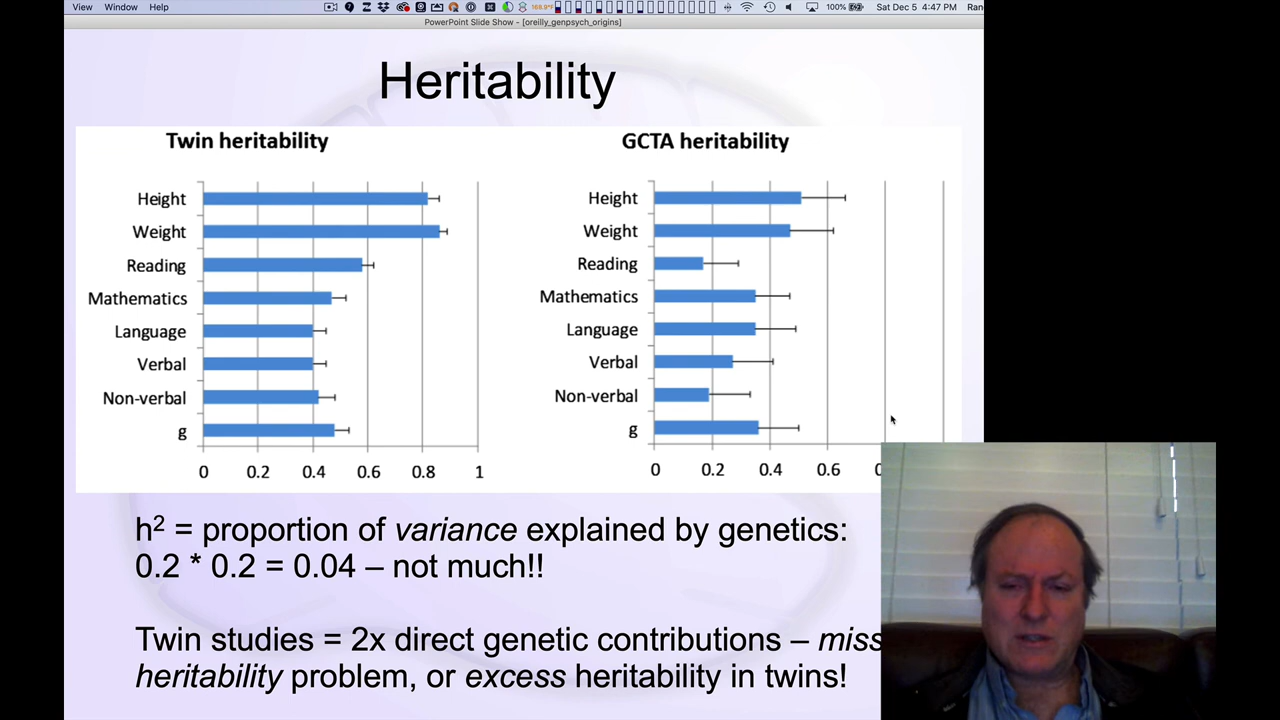 View Window Help 168.9°F 100% Sat Dec 5 4:47 PM Ran
PowerPoint Slide Show - [oreilly_genpsych_origins]
Heritability
Twin heritability
Height
Weight
Reading
Mathematics
Language
Verbal
Non-verbal
g
0 0.2 0.4 0.6 0.8 1
GCTA heritability
Height
Weight
Reading
Mathematics
Language
Verbal
Non-verbal
g
0 0.2 0.4 0.6
h² = proportion of variance explained by genetics:
0.2 * 0.2 = 0.04 – not much!!
Twin studies = 2x direct genetic contributions – miss
heritability problem, or excess heritability in twins!